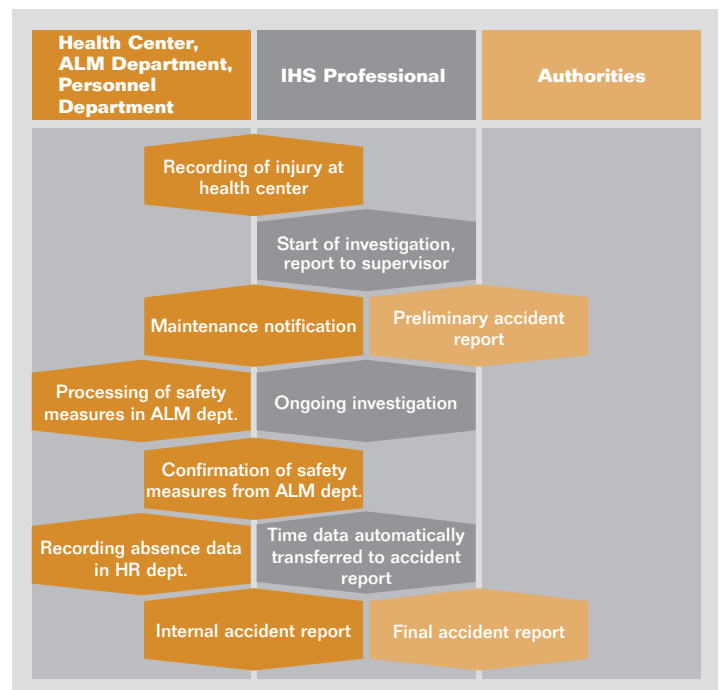 Health Center,
ALM Department,
Personnel
Department
IHS Professional
Authorities
Recording of injury at
health center
Start of investigation,
report to supervisor
Maintenance notification
Preliminary accident
report
Processing of safety
measures in ALM dept.
Ongoing investigation
Confirmation of safety
measures from ALM dept.
Recording absence data
in HR dept.
Time data automatically
transferred to accident
report
Internal accident report
Final accident report